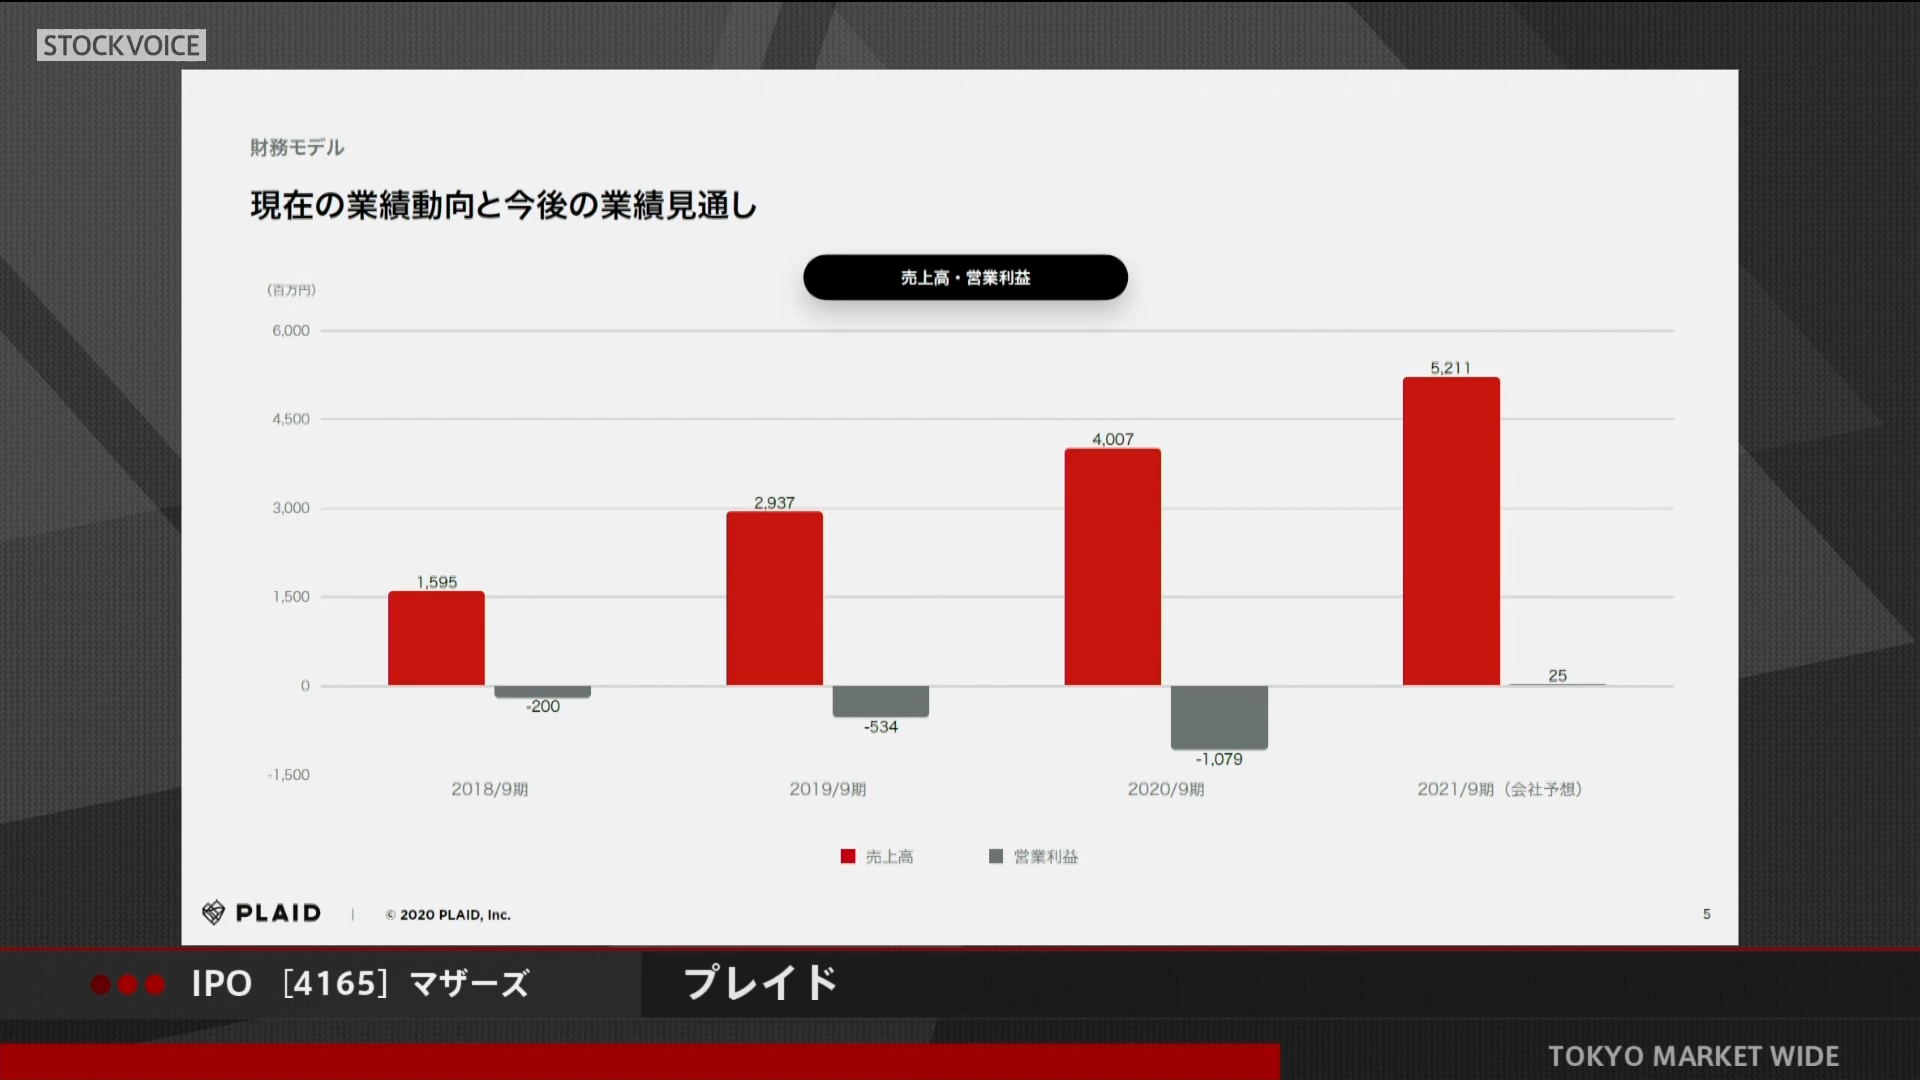 STOCKVOICE
財務モデル
現在の業績動向と今後の業績見通し
売上高・営業利益
(百万円)
6,000
4,500
3,000
1,500
0
-1,500
1,595
-200
2,937
-534
4,007
-1,079
5,211
25
2018/9期
2019/9期
2020/9期
2021/9期（会社予想）
売上高
営業利益
PLAID | © 2020 PLAID, Inc.
5
IPO [4165] マザーズ
プレイド
TOKYO MARKET WIDE